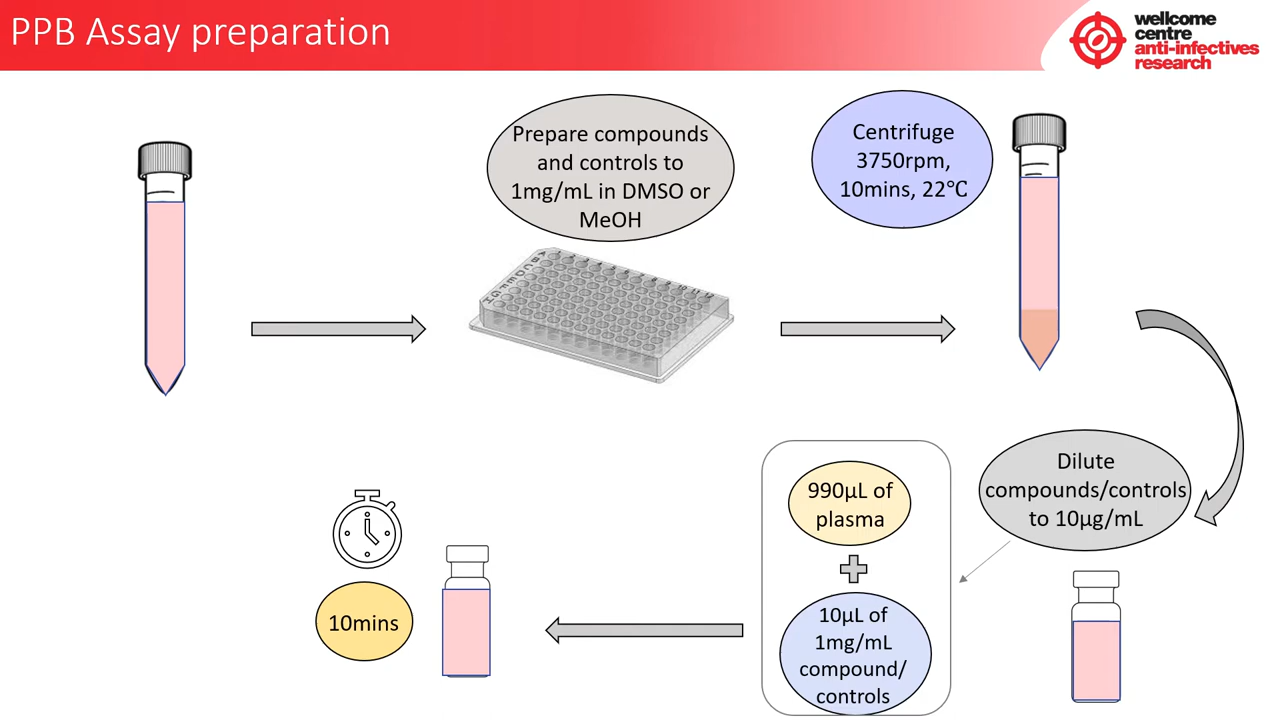 PPB Assay preparation
wellcome
centre
anti-infectives
research
Prepare compounds
and controls to
1mg/mL in DMSO or
MeOH
Centrifuge
3750rpm,
10mins, 22°C
Dilute
compounds/controls
to 10µg/mL
990µL of
plasma
10µL of
1mg/mL
compound/
controls
10mins